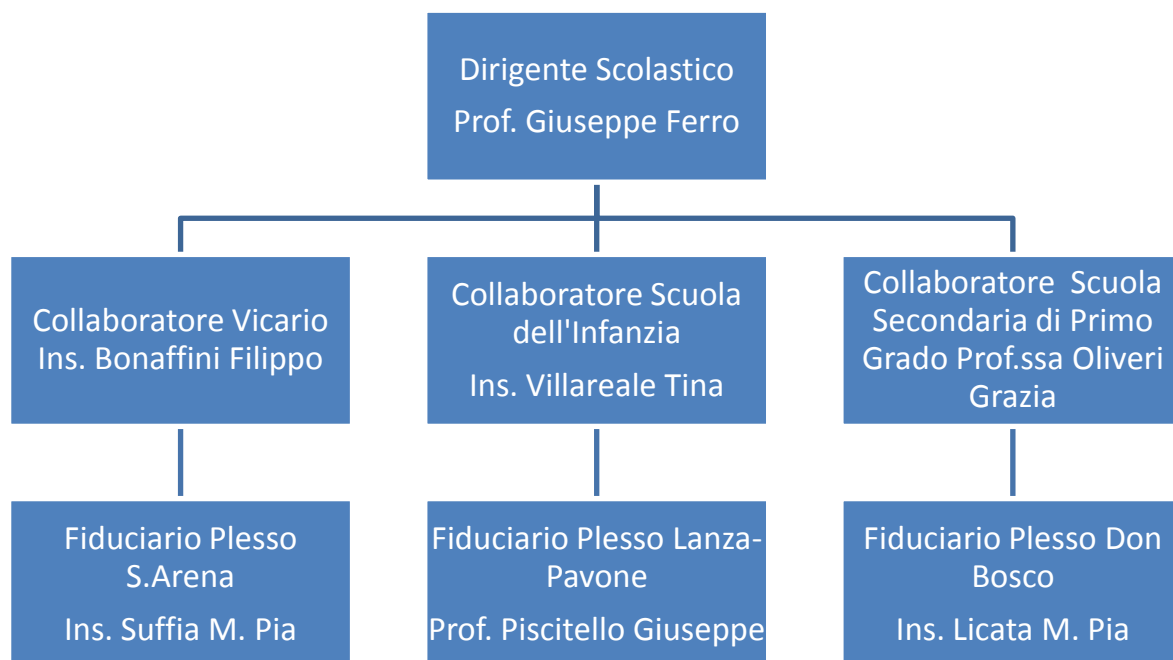 Dirigente Scolastico
Prof. Giuseppe Ferro
Collaboratore Vicario
Ins. Bonaffini Filippo
Collaboratore Scuola
dell'Infanzia
Ins. Villareale Tina
Collaboratore  Scuola
Secondaria di Primo
Grado Prof.ssa Oliveri
Grazia
Fiduciario Plesso
S.Arena
Ins. Suffia M. Pia
Fiduciario Plesso Lanza-
Pavone
Prof. Piscitello Giuseppe
Fiduciario Plesso Don
Bosco
Ins. Licata M. Pia